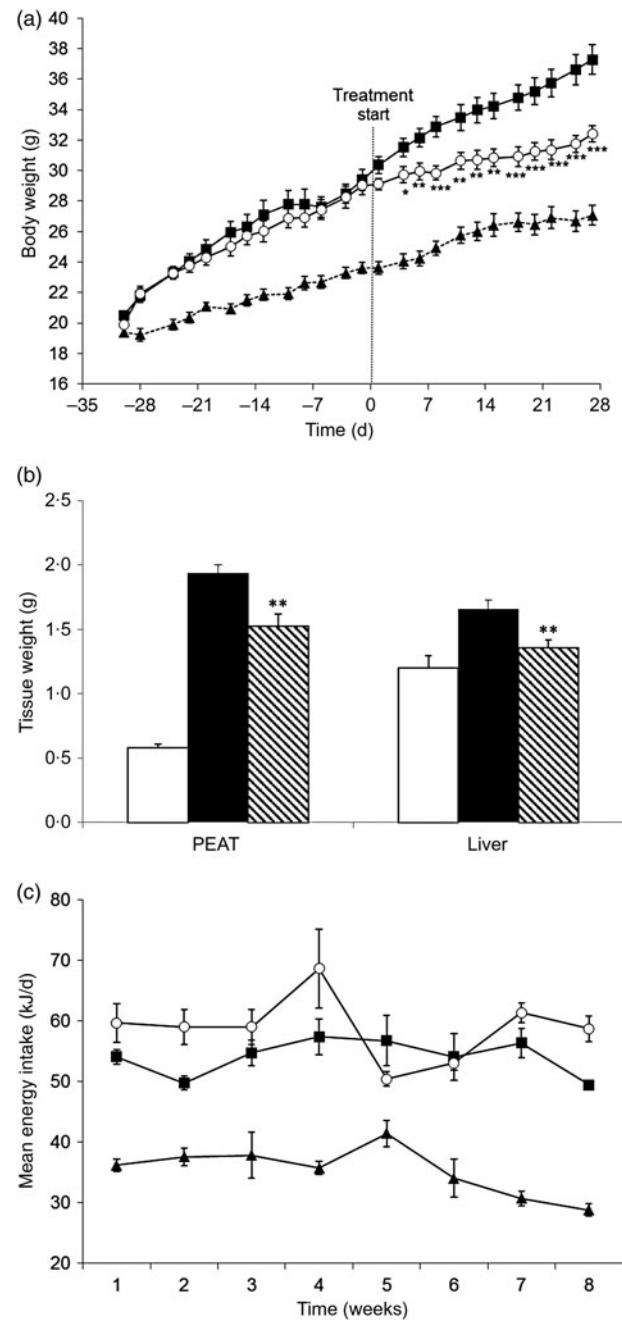 (a)
40
38
36
34
32
30
28
26
24
22
20
18
16
Body weight (g)
Treatment
start
* ** *** ** ** ** *** *** *** *** ***
–35 –28 –21 –14 –7 0 7 14 21 28
Time (d)
(b)
2·5
2·0
1·5
1·0
0·5
0·0
Tissue weight (g)
** **
PEAT Liver
(c)
80
70
60
50
40
30
20
Mean energy intake (kJ/d)
1 2 3 4 5 6 7 8
Time (weeks)